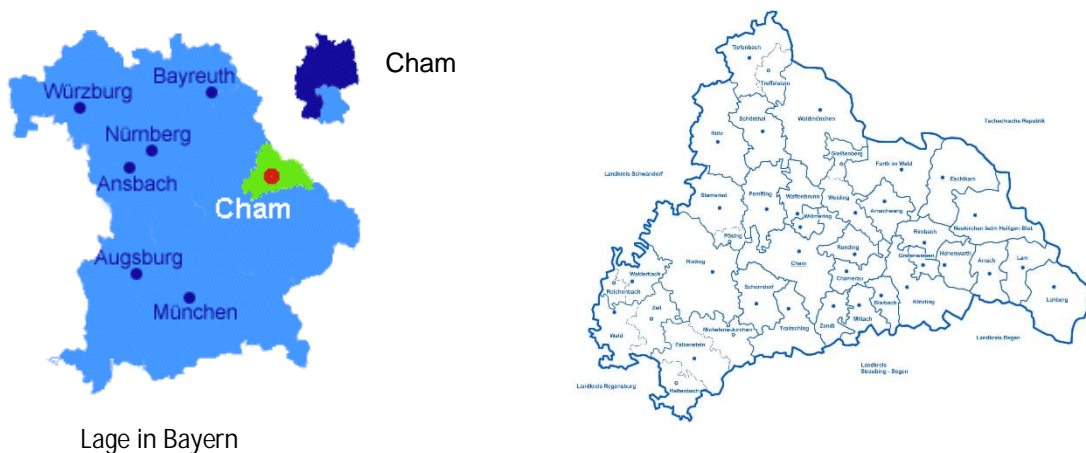 Cham
Bayreuth
Würzburg
Nürnberg
Ansbach
Cham
Augsburg
München
Lage in Bayern
Tiefenbach
Treffelstein
Waldmünchen
Schönthal
Rötz
Tschechische Republik
Gleißenberg
Furth im Wald
Landkreis Schwandorf
Eschlkam
Stamsried
Pemfling
Waffenbrunn
Weiding
Arnschwang
Willmering
Neukirchen beim Heiligen Blut
Pösing
Rimbach
Runding
Grafenwiesen
Hohenwarth
Lam
Roding
Cham
Arrach
Walderbach
Chamerau
Reichenbach
Schorndorf
Blaibach
Kötzting
Lohberg
Zell
Traitsching
Zandt
Miltach
Michelsneukirchen
Wald
Falkenstein
Landkreis Regen
Landkreis
Straubing - Bogen
Landkreis Regensburg
Rettenbach